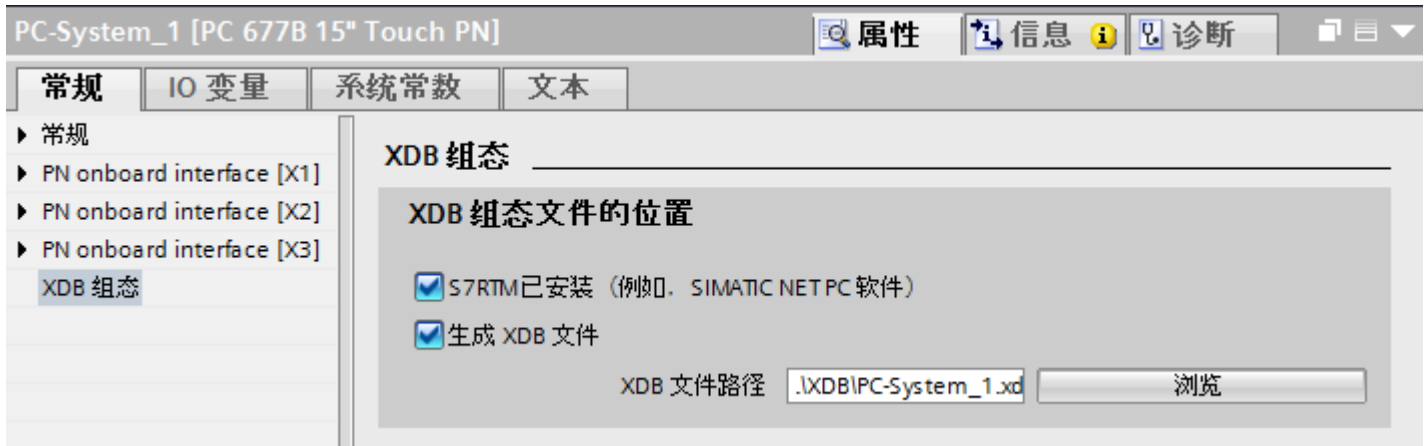 PC-System_1 [PC 677B 15" Touch PN] 属性 信息 诊断
常规 IO 变量 系统常数 文本
常规
PN onboard interface [X1]
PN onboard interface [X2]
PN onboard interface [X3]
XDB 组态
XDB 组态
XDB 组态文件的位置
S7RTM已安装（例如，SIMATIC NET PC 软件）
生成 XDB 文件
XDB 文件路径 .\XDB\PC-System_1.xd 浏览